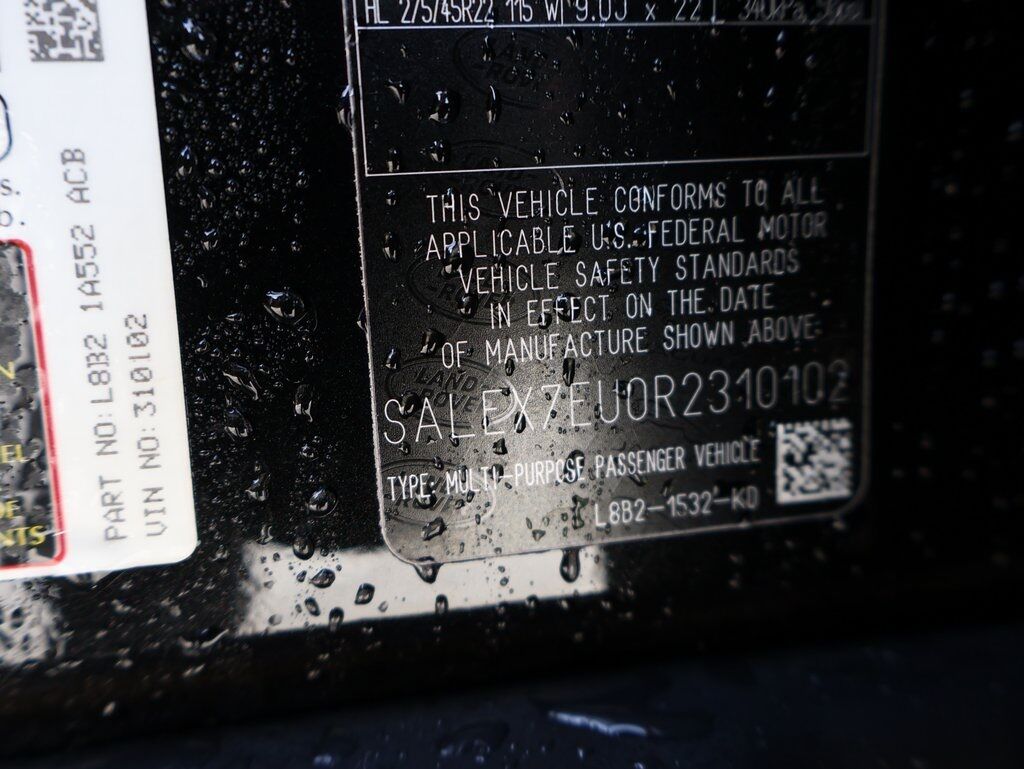 HL 275/45R22 115 W 9.0J x 22
THIS VEHICLE CONFORMS TO ALL
APPLICABLE U.S. FEDERAL MOTOR
VEHICLE SAFETY STANDARDS
IN EFFECT ON THE DATE
OF MANUFACTURE SHOWN ABOVE.
LAND
ROVER
SALEX7EU0R2310102
TYPE: MULTI-PURPOSE PASSENGER VEHICLE
L8B2-1532-KD
PART NO:L8B2 1A552 ACB
VIN NO:310102